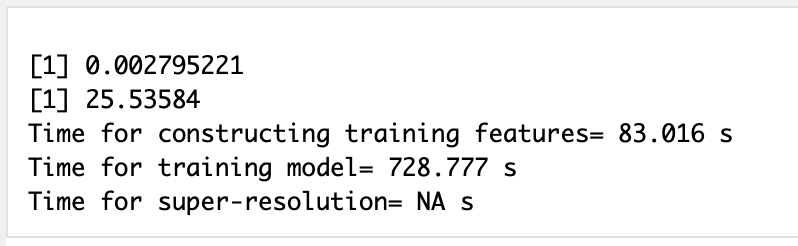 [1] 0.002795221
[1] 25.53584
Time for constructing training features= 83.016 s
Time for training model= 728.777 s
Time for super-resolution= NA s